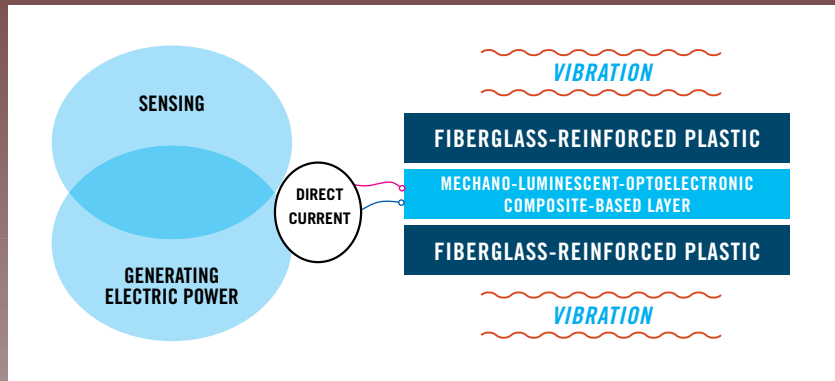 SENSING
GENERATING
ELECTRIC POWER
DIRECT
CURRENT
VIBRATION
FIBERGLASS-REINFORCED PLASTIC
MECHANO-LUMINESCENT-OPTOELECTRONIC
COMPOSITE-BASED LAYER
FIBERGLASS-REINFORCED PLASTIC
VIBRATION